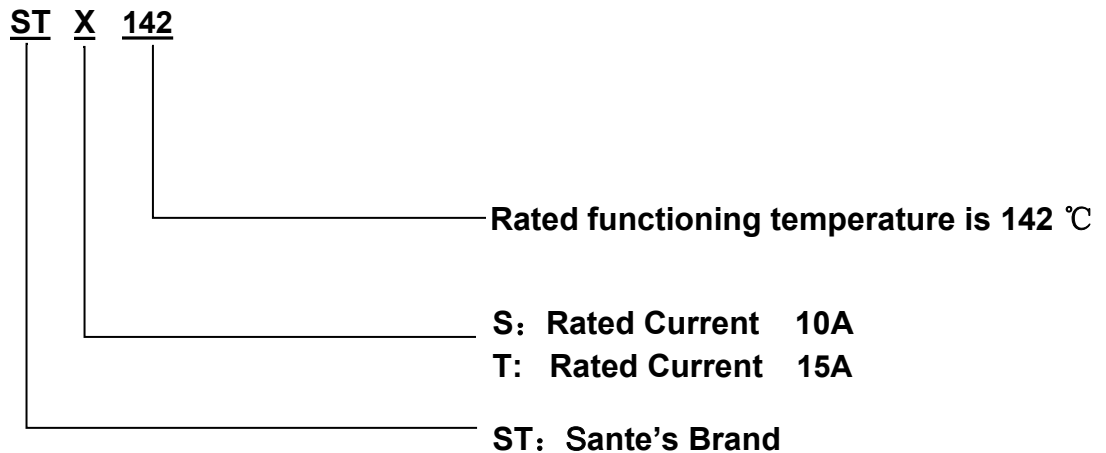 ST X 142
Rated functioning temperature is 142 ℃
S：Rated Current 10A
T: Rated Current 15A
ST：Sante’s Brand